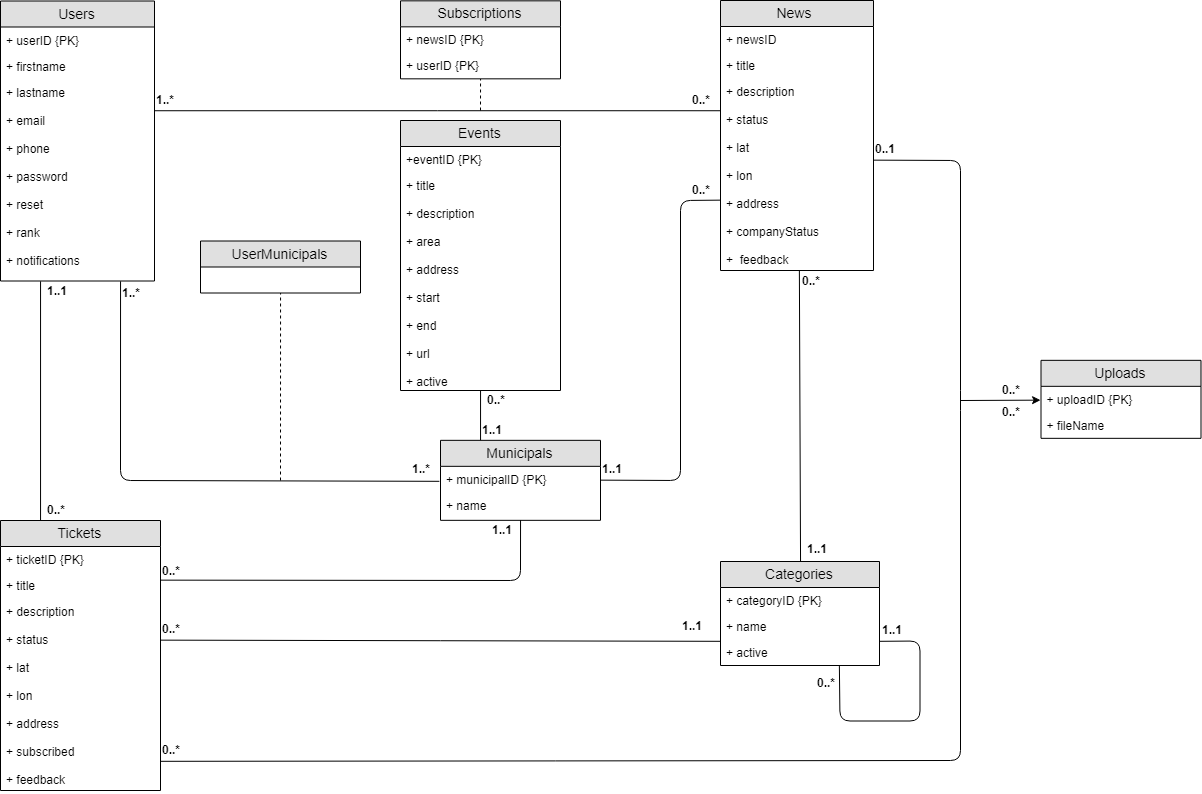 Users
+ userID {PK}
+ firstname
+ lastname
+ email
+ phone
+ password
+ reset
+ rank
+ notifications
Subscriptions
+ newsID {PK}
+ userID {PK}
News
+ newsID
+ title
+ description
+ status
+ lat
+ lon
+ address
+ companyStatus
+ feedback
1..*
0..*
Events
+eventID {PK}
+ title
+ description
+ area
+ address
+ start
+ end
+ url
+ active
0..1
0..*
UserMunicipals
1..1
1..*
0..*
0..*
1..1
Municipals
+ municipalID {PK}
+ name
1..*
1..1
1..1
Uploads
+ uploadID {PK}
+ fileName
0..*
0..*
0..*
Tickets
+ ticketID {PK}
+ title
+ description
+ status
+ lat
+ lon
+ address
+ subscribed
+ feedback
0..*
0..*
1..1
1..1
Categories
+ categoryID {PK}
+ name
+ active
1..1
0..*
0..*